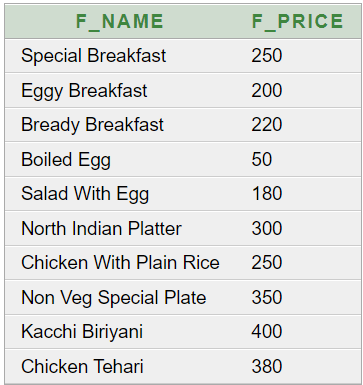 F_NAME F_PRICE
Special Breakfast 250
Eggy Breakfast 200
Bready Breakfast 220
Boiled Egg 50
Salad With Egg 180
North Indian Platter 300
Chicken With Plain Rice 250
Non Veg Special Plate 350
Kacchi Biriyani 400
Chicken Tehari 380